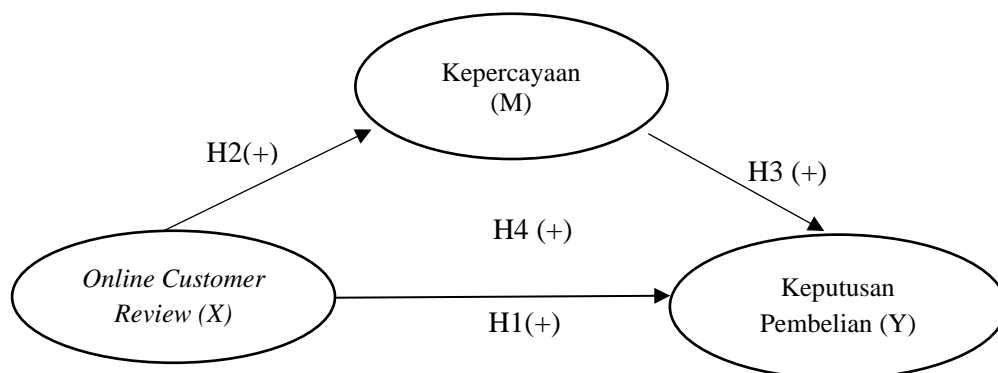 Kepercayaan
(M)
H2(+)
H3 (+)
H4 (+)
Online Customer
Review (X)
H1(+)
Keputusan
Pembelian (Y)